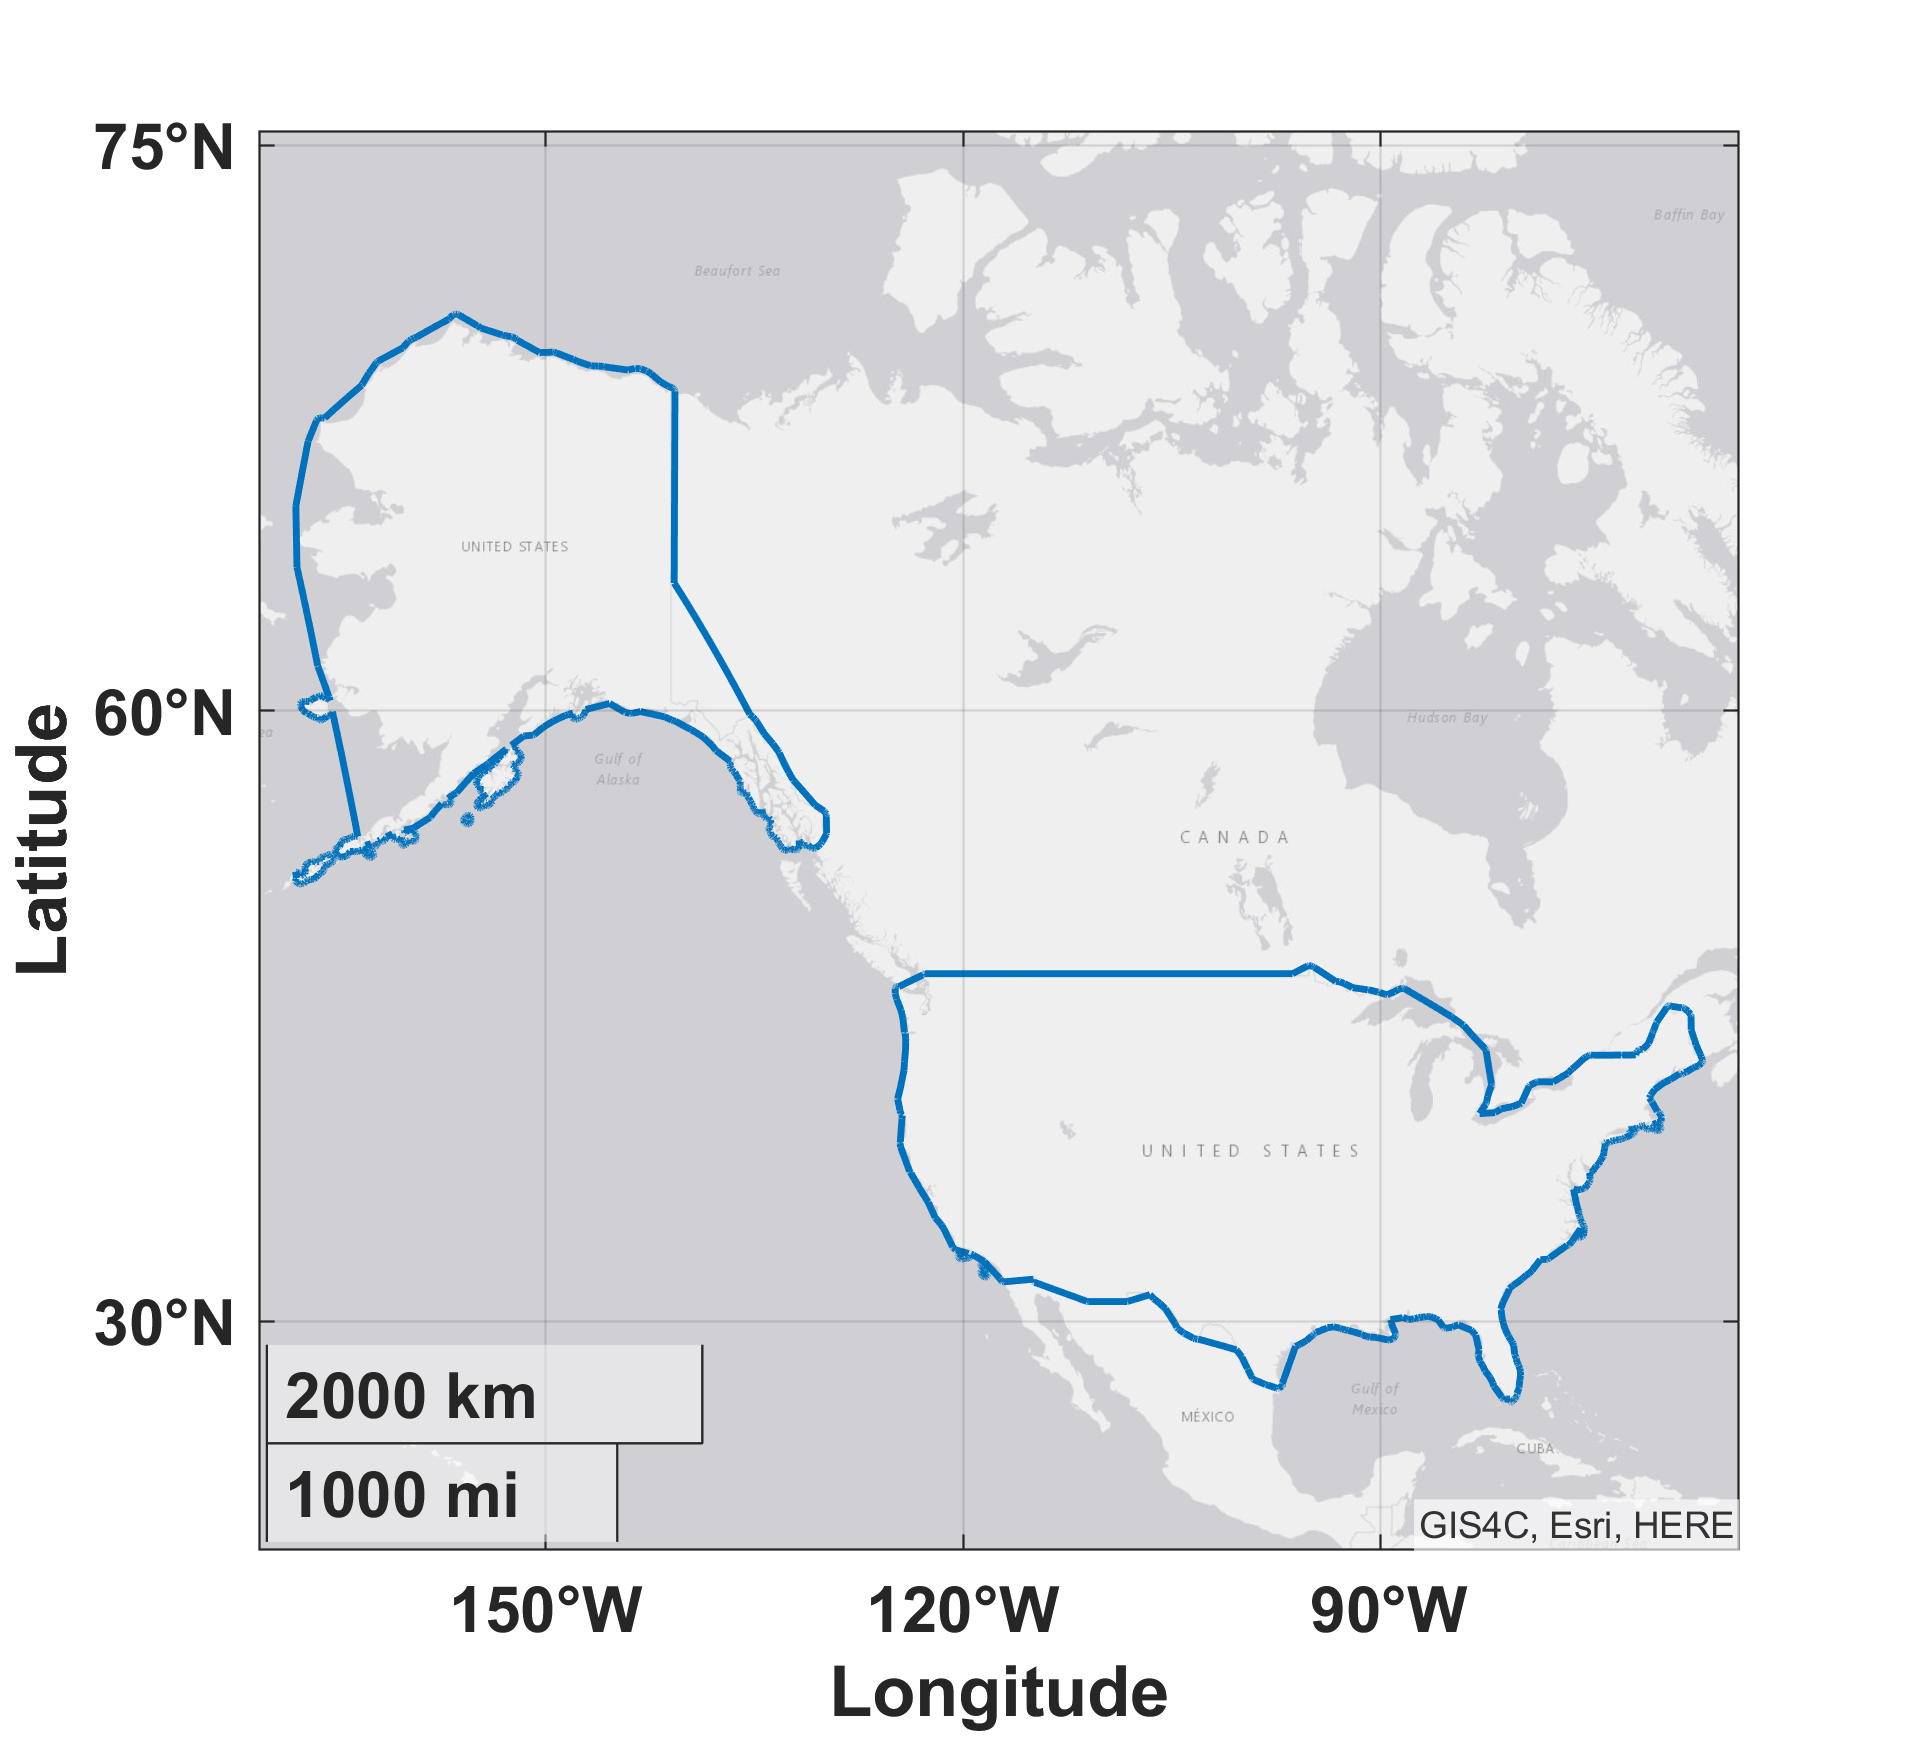 75°N
Baffin Bay
Beaufort Sea
UNITED STATES
60°N
Hudson Bay
ea
Gulf of
Alaska
CANADA
Latitude
UNITED STATES
30°N
2000 km
Gulf of
Mexico
MÉXICO
CUBA
1000 mi
GIS4C, Esri, HERE
150°W
120°W
90°W
Longitude